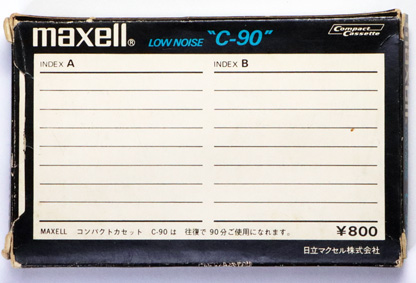 maxell® LOW NOISE "C-90" Compact Cassette
INDEX A INDEX B
MAXELL コンパクトカセット C-90は 往復で90分ご使用になれます。 ¥800
日立マクセル株式会社